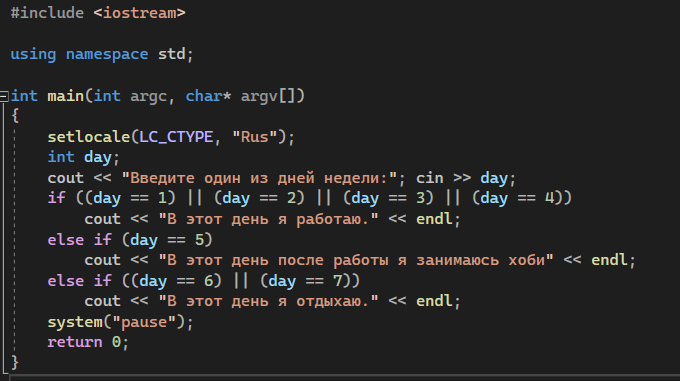 #include <iostream>
using namespace std;
int main(int argc, char* argv[])
{
setlocale(LC_CTYPE, "Rus");
int day;
cout << "Введите один из дней недели:"; cin >> day;
if ((day == 1) || (day == 2) || (day == 3) || (day == 4))
cout << "В этот день я работаю." << endl;
else if (day == 5)
cout << "В этот день после работы я занимаюсь хоби" << endl;
else if ((day == 6) || (day == 7))
cout << "В этот день я отдыхаю." << endl;
system("pause");
return 0;
}